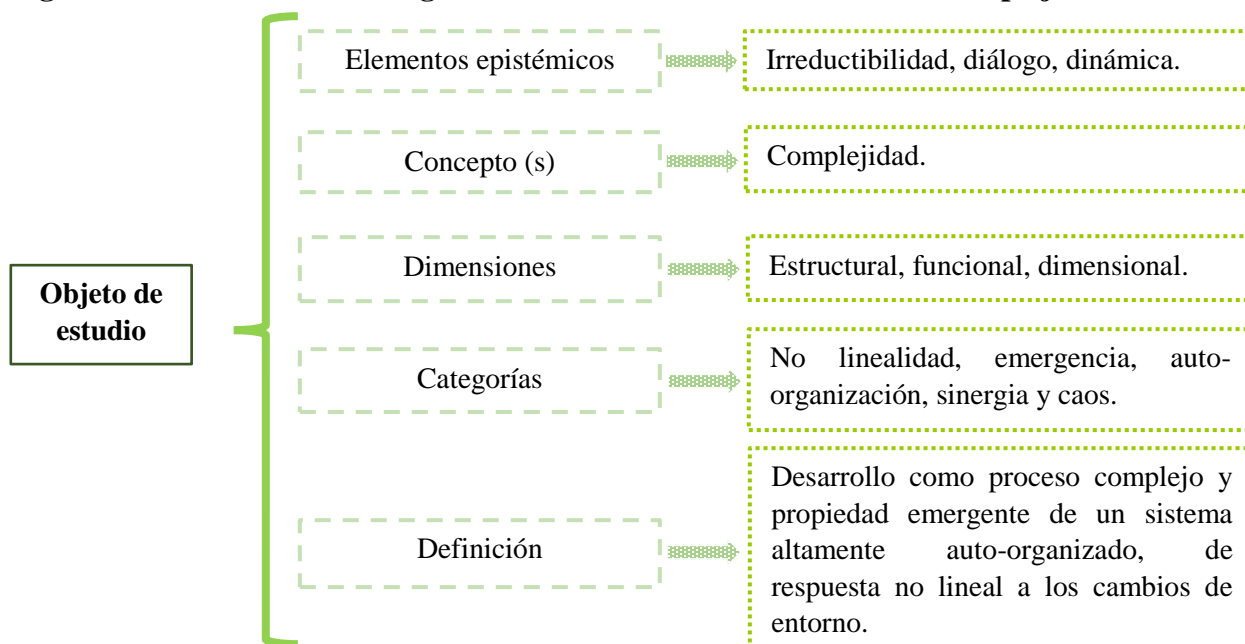 Elementos epistémicos
Irreductibilidad, diálogo, dinámica.
Concepto (s)
Complejidad.
Dimensiones
Estructural, funcional, dimensional.
Objeto de
estudio
Categorías
No linealidad, emergencia, auto-
organización, sinergia y caos.
Definición
Desarrollo como proceso complejo y
propiedad emergente de un sistema
altamente auto-organizado, de
respuesta no lineal a los cambios de
entorno.